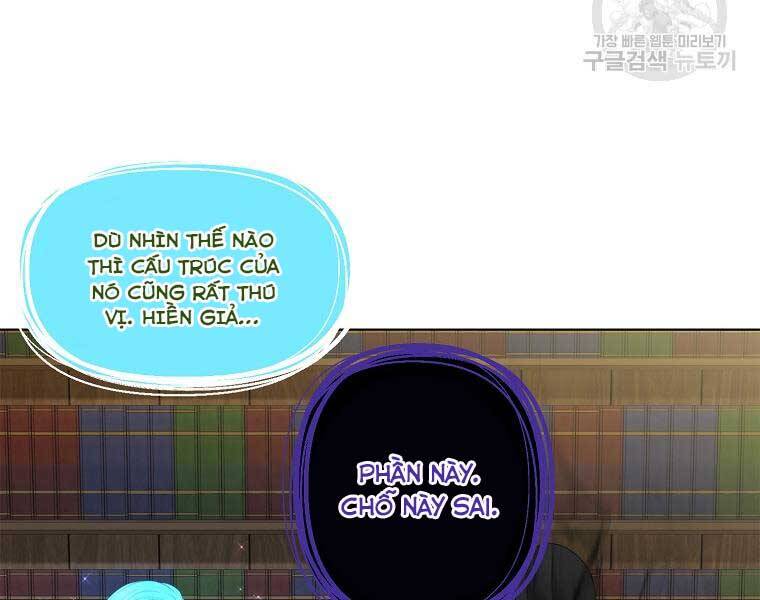 가장 빠른 웹툰 미리보기
구글검색 뉴토끼
DÙ NHÌN THẾ NÀO
THÌ CẤU TRÚC CỦA
NÓ CŨNG RẤT THÚ
VỊ. HIỀN GIẢ...
PHẦN NÀY.
CHỖ NÀY SAI.